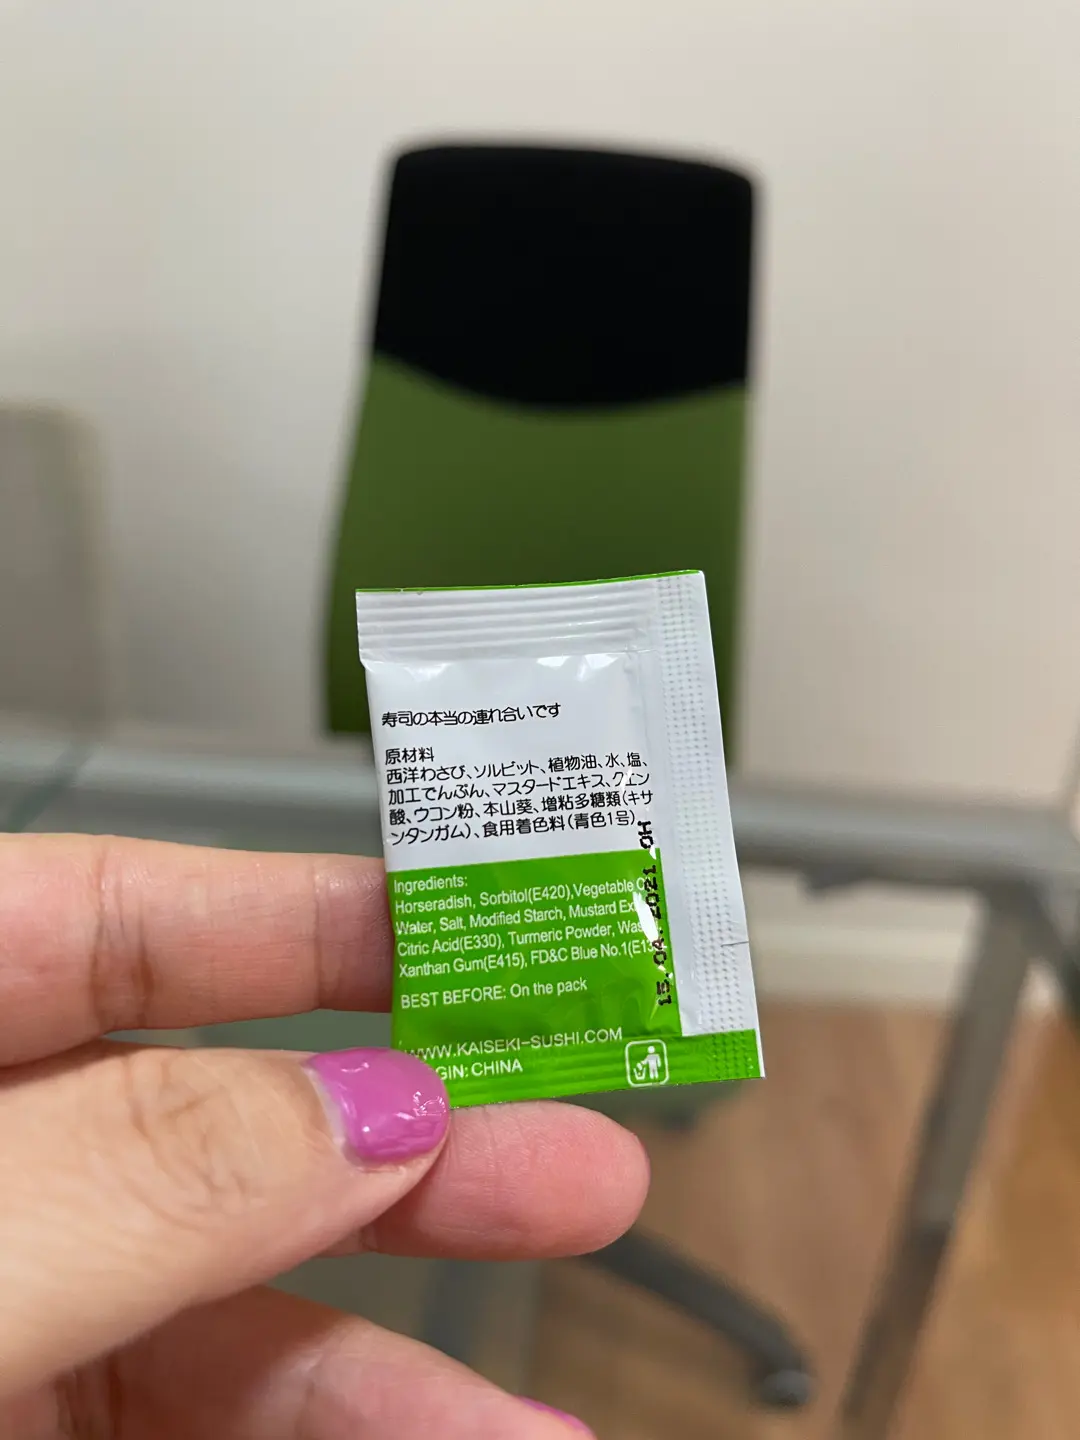 寿司の本当の連れ合いです
原材料
西洋わさび、ソルビット、植物油、水、塩、
加工でんぷん、マスタードエキス、クエン
酸、ウコン粉、本山葵、増粘多糖類(キサ
ンタンガム)、食用着色料(青色1号)
Ingredients:
Horseradish, Sorbitol(E420),Vegetable
Water, Salt, Modified Starch, Mustard
Citric Acid(E330), Turmeric Powder,
Xanthan Gum(E415), FD&C Blue No.1
BEST BEFORE: On the pack
WWW.KAISEKI-SUSHI.COM
CHINA
15.04.2021 OH